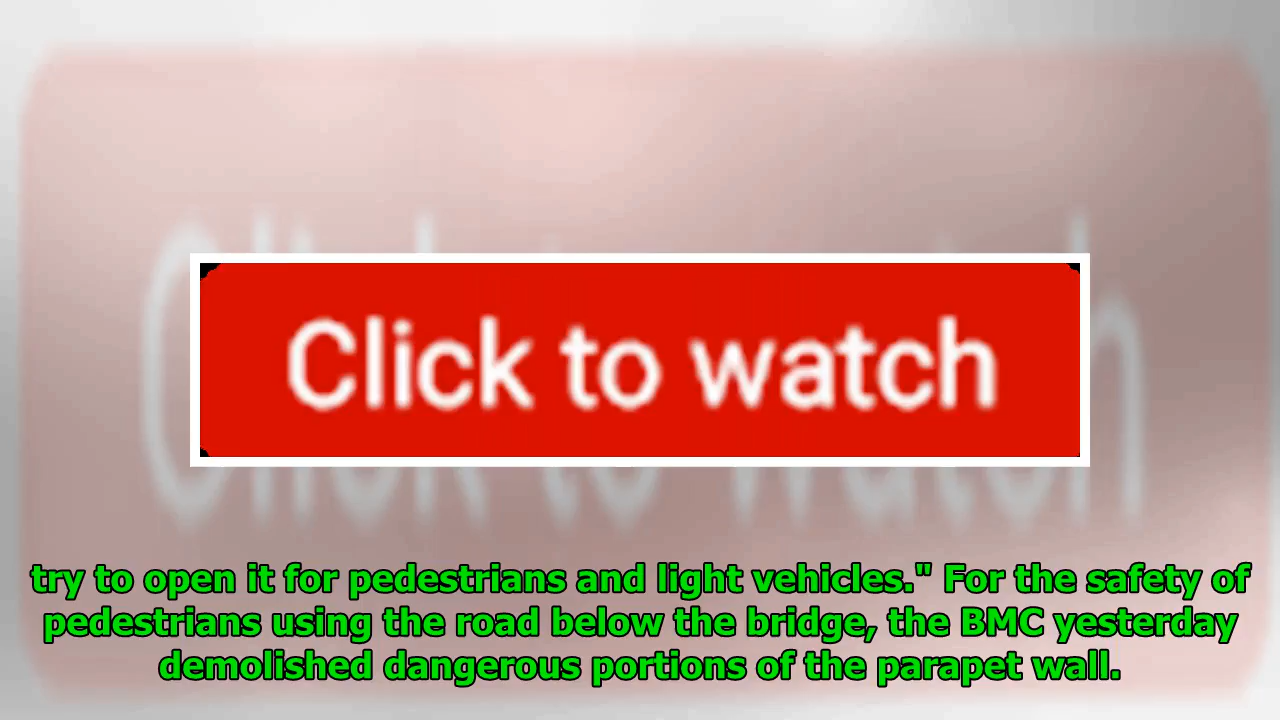 Click to watch
try to open it for pedestrians and light vehicles." For the safety of
pedestrians using the road below the bridge, the BMC yesterday
demolished dangerous portions of the parapet wall.